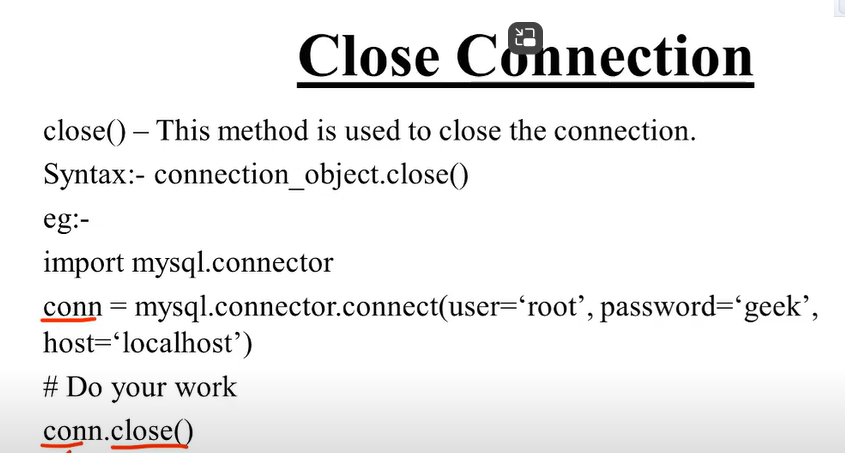 Close Connection
close() – This method is used to close the connection.
Syntax:- connection_object.close()
eg:-
import mysql.connector
conn = mysql.connector.connect(user=‘root’, password=‘geek’,
host=‘localhost’)
# Do your work
conn.close()